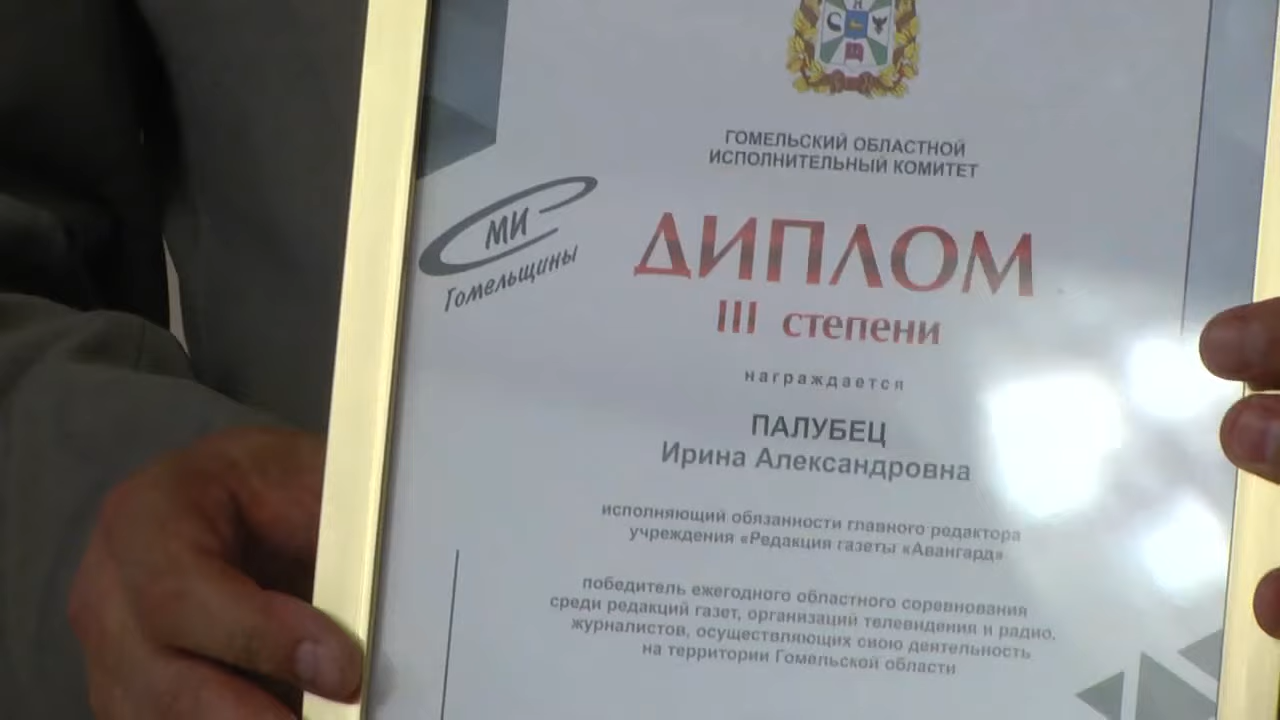 ГОМЕЛЬСКИЙ ОБЛАСТНОЙ
ИСПОЛНИТЕЛЬНЫЙ КОМИТЕТ
СМИ
Гомельщины
ДИПЛОМ
III степени
награждается
ПАЛУБЕЦ
Ирина Александровна
исполняющий обязанности главного редактора
учреждения «Редакция газеты «Авангард»
победитель ежегодного областного соревнования
среди редакций газет, организаций телевидения и радио,
журналистов, осуществляющих свою деятельность
на территории Гомельской области